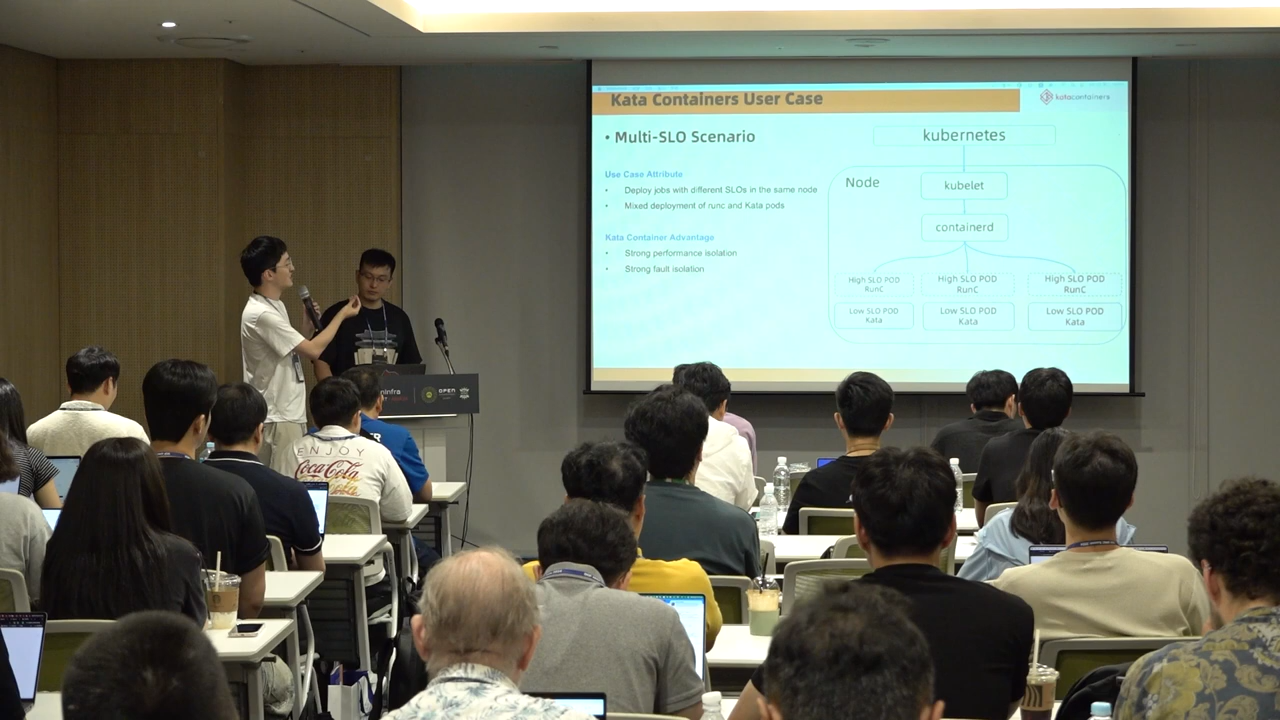 Kata Containers User Case
katacontainers
• Multi-SLO Scenario
Use Case Attribute
• Deploy jobs with different SLOs in the same node
• Mixed deployment of runc and Kata pods
Kata Container Advantage
• Strong performance isolation
• Strong fault isolation
kubernetes
Node
kubelet
containerd
High SLO POD
RunC
High SLO POD
RunC
High SLO POD
RunC
Low SLO POD
Kata
Low SLO POD
Kata
Low SLO POD
Kata
ninfra
OPEN
ENJOY
Coca-Cola